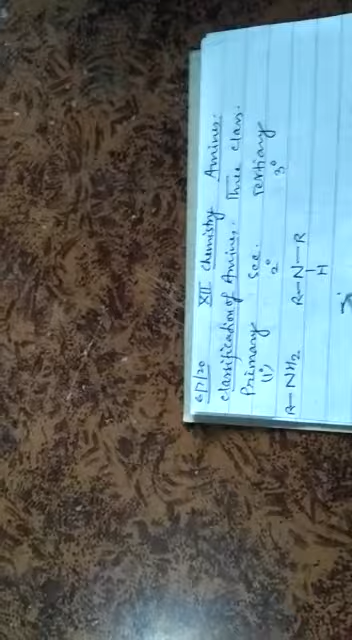 6/7/20 XII Chemistry Amines.
Classification of Amines. Three class.
Primary Sec. Tertiary
(1°) 2° 3°
R—NH2 R—N—R
|
H